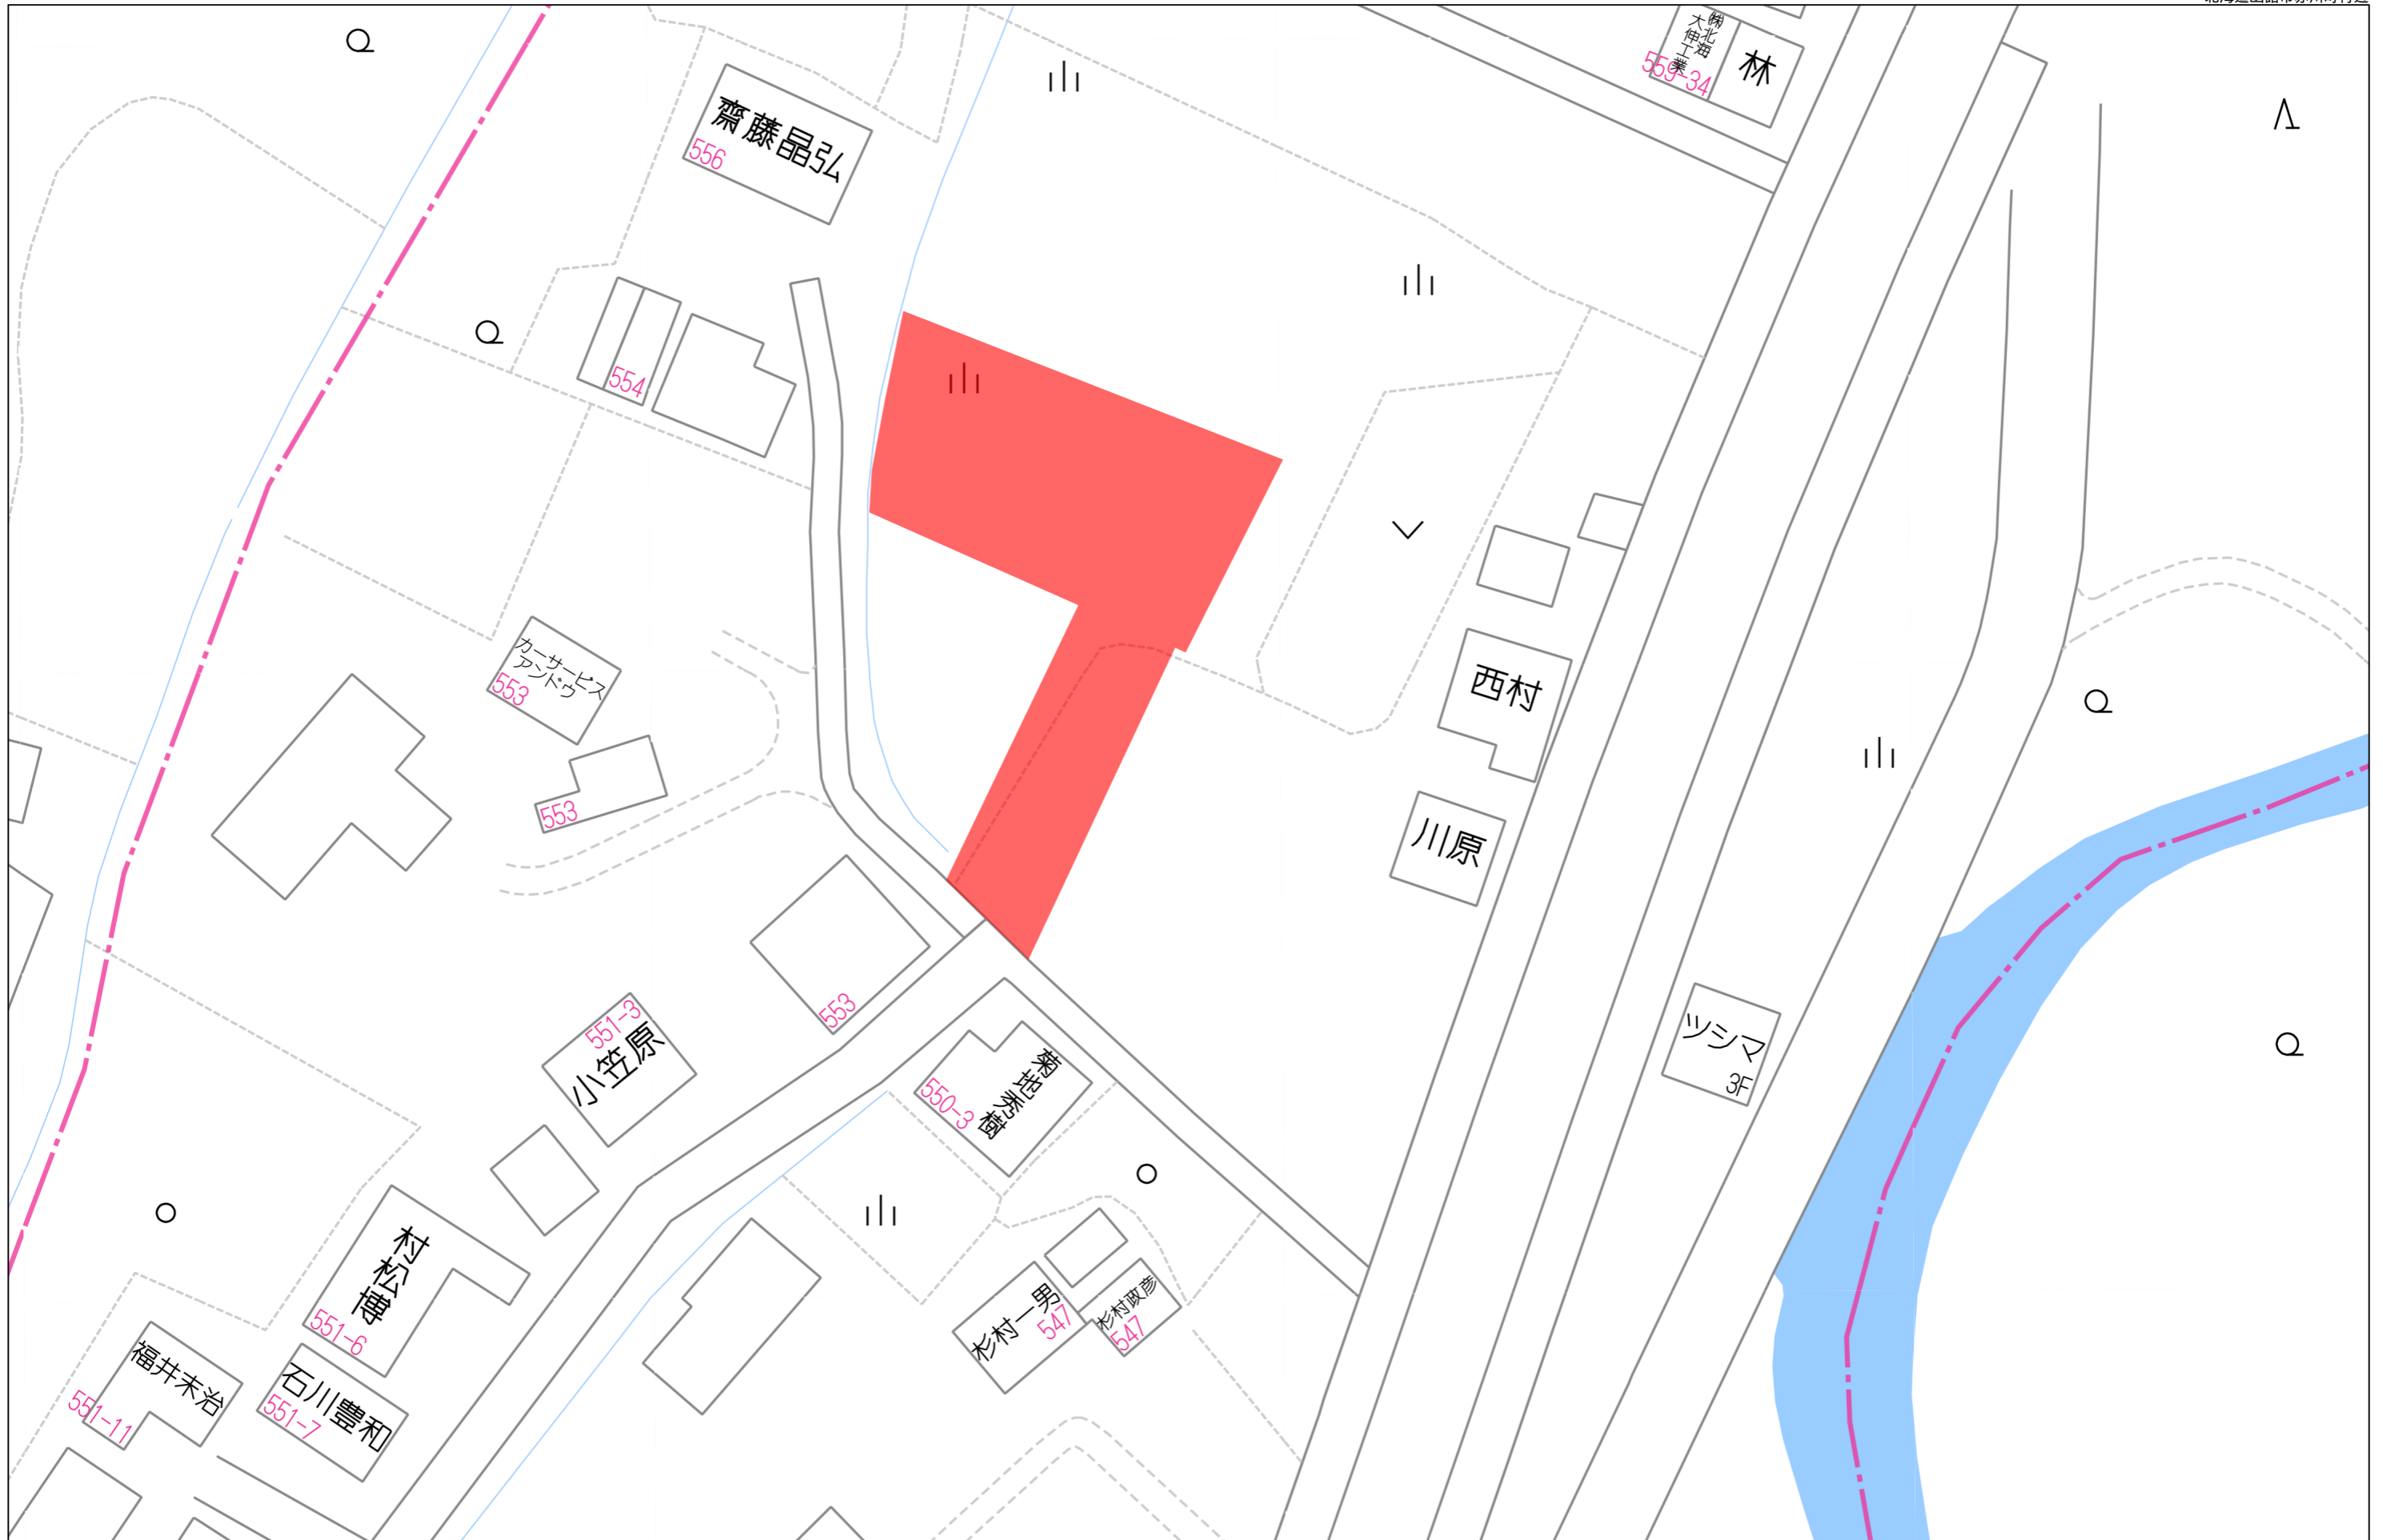 ㈱北海
大伸工業
559-34
林
齋藤晶弘
556
554
カーサービス
アンドウ
553
553
553
西村
川原
ツシマ
3F
551-3
小笠原
菊地秀樹
550-3
村松博
551-6
福井末治
551-11
石川豊和
551-7
杉村一男
547
杉村政彦
547